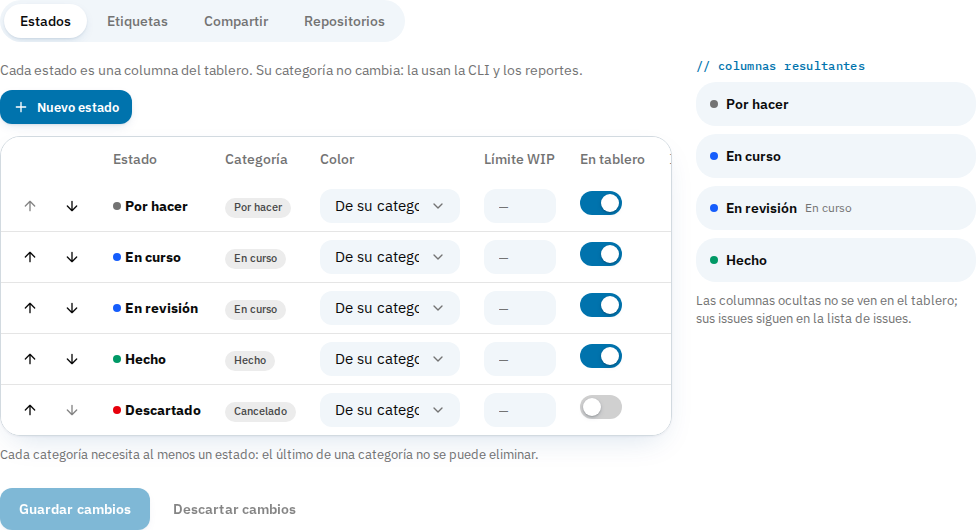 Estados Etiquetas Compartir Repositorios
Cada estado es una columna del tablero. Su categoría no cambia: la usan la CLI y los reportes.
Nuevo estado
Estado Categoría Color Límite WIP En tablero
Por hacer Por hacer De su catego —
En curso En curso De su catego —
En revisión En curso De su catego —
Hecho Hecho De su catego —
Descartado Cancelado De su catego —
Cada categoría necesita al menos un estado: el último de una categoría no se puede eliminar.
Guardar cambios Descartar cambios
// columnas resultantes
Por hacer
En curso
En revisión En curso
Hecho
Las columnas ocultas no se ven en el tablero;
sus issues siguen en la lista de issues.